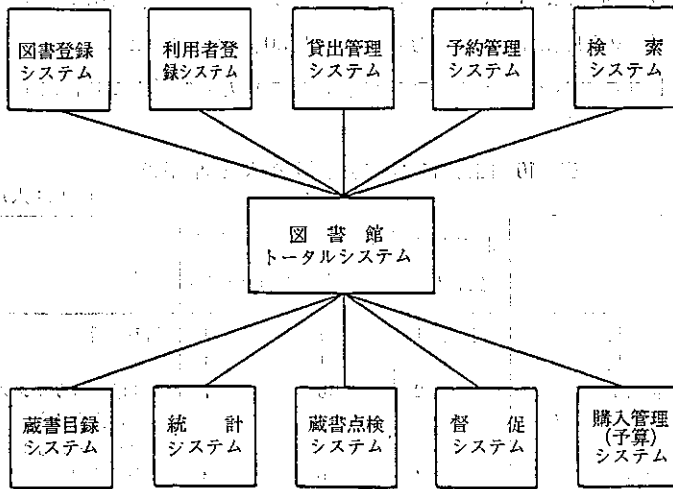 図書登録
システム
利用者登
録システム
貸出管理
システム
予約管理
システム
検索
システム
図書館
トータルシステム
蔵書目録
システム
統計
システム
蔵書点検
システム
督促
システム
購入管理
(予算)
システム